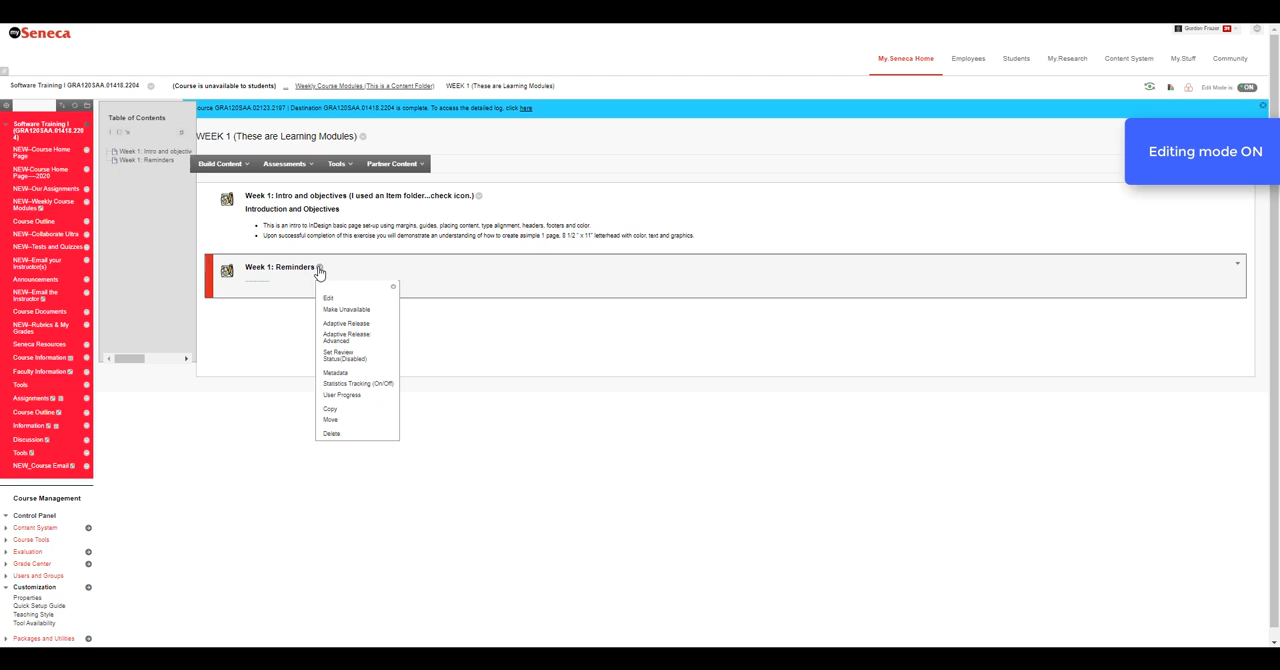 mySeneca
Gordon Frazer
My.Seneca Home Employees Students My.Research Content System My.Stuff Community
Software Training I GRA120SAA.01418.2204 (Course is unavailable to students) ... Weekly Course Modules (This is a Content Folder) WEEK 1 (These are Learning Modules) Edit Mode is: ON
ource GRA120SAA.02123.2197 | Destination GRA120SAA.01418.2204 is complete. To access the detailed log, click here
Editing mode ON
Software Training I
(GRA120SAA.01418.220
4)
NEW--Course Home
Page
NEW-Course Home
Page----2020
NEW--Our Assignments
NEW--Weekly Course
Modules
Course Outline
NEW--Collaborate Ultra
NEW--Tests and Quizzes
NEW--Email your
Instructor(s)
Announcements
NEW--Email the
Instructor
Course Documents
NEW--Rubrics & My
Grades
Seneca Resources
Course Information
Faculty Information
Tools
Assignments
Course Outline
Information
Discussion
Tools
NEW_Course Email
Course Management
Control Panel
Content System
Course Tools
Evaluation
Grade Center
Users and Groups
Customization
Properties
Quick Setup Guide
Teaching Style
Tool Availability
Packages and Utilities
Table of Contents
Week 1: Intro and objectiv
Week 1: Reminders
WEEK 1 (These are Learning Modules)
Build Content Assessments Tools Partner Content
Week 1: Intro and objectives (I used an Item folder...check icon.)
Introduction and Objectives
• This is an intro to InDesign basic page set-up using margins, guides, placing content, type alignment, headers, footers and color.
• Upon successful completion of this exercise you will demonstrate an understanding of how to create asimple 1 page, 8 1/2 " x 11" letterhead with color, text and graphics.
Week 1: Reminders
Edit
Make Unavailable
Adaptive Release
Adaptive Release:
Advanced
Set Review
Status(Disabled)
Metadata
Statistics Tracking (On/Off)
User Progress
Copy
Move
Delete